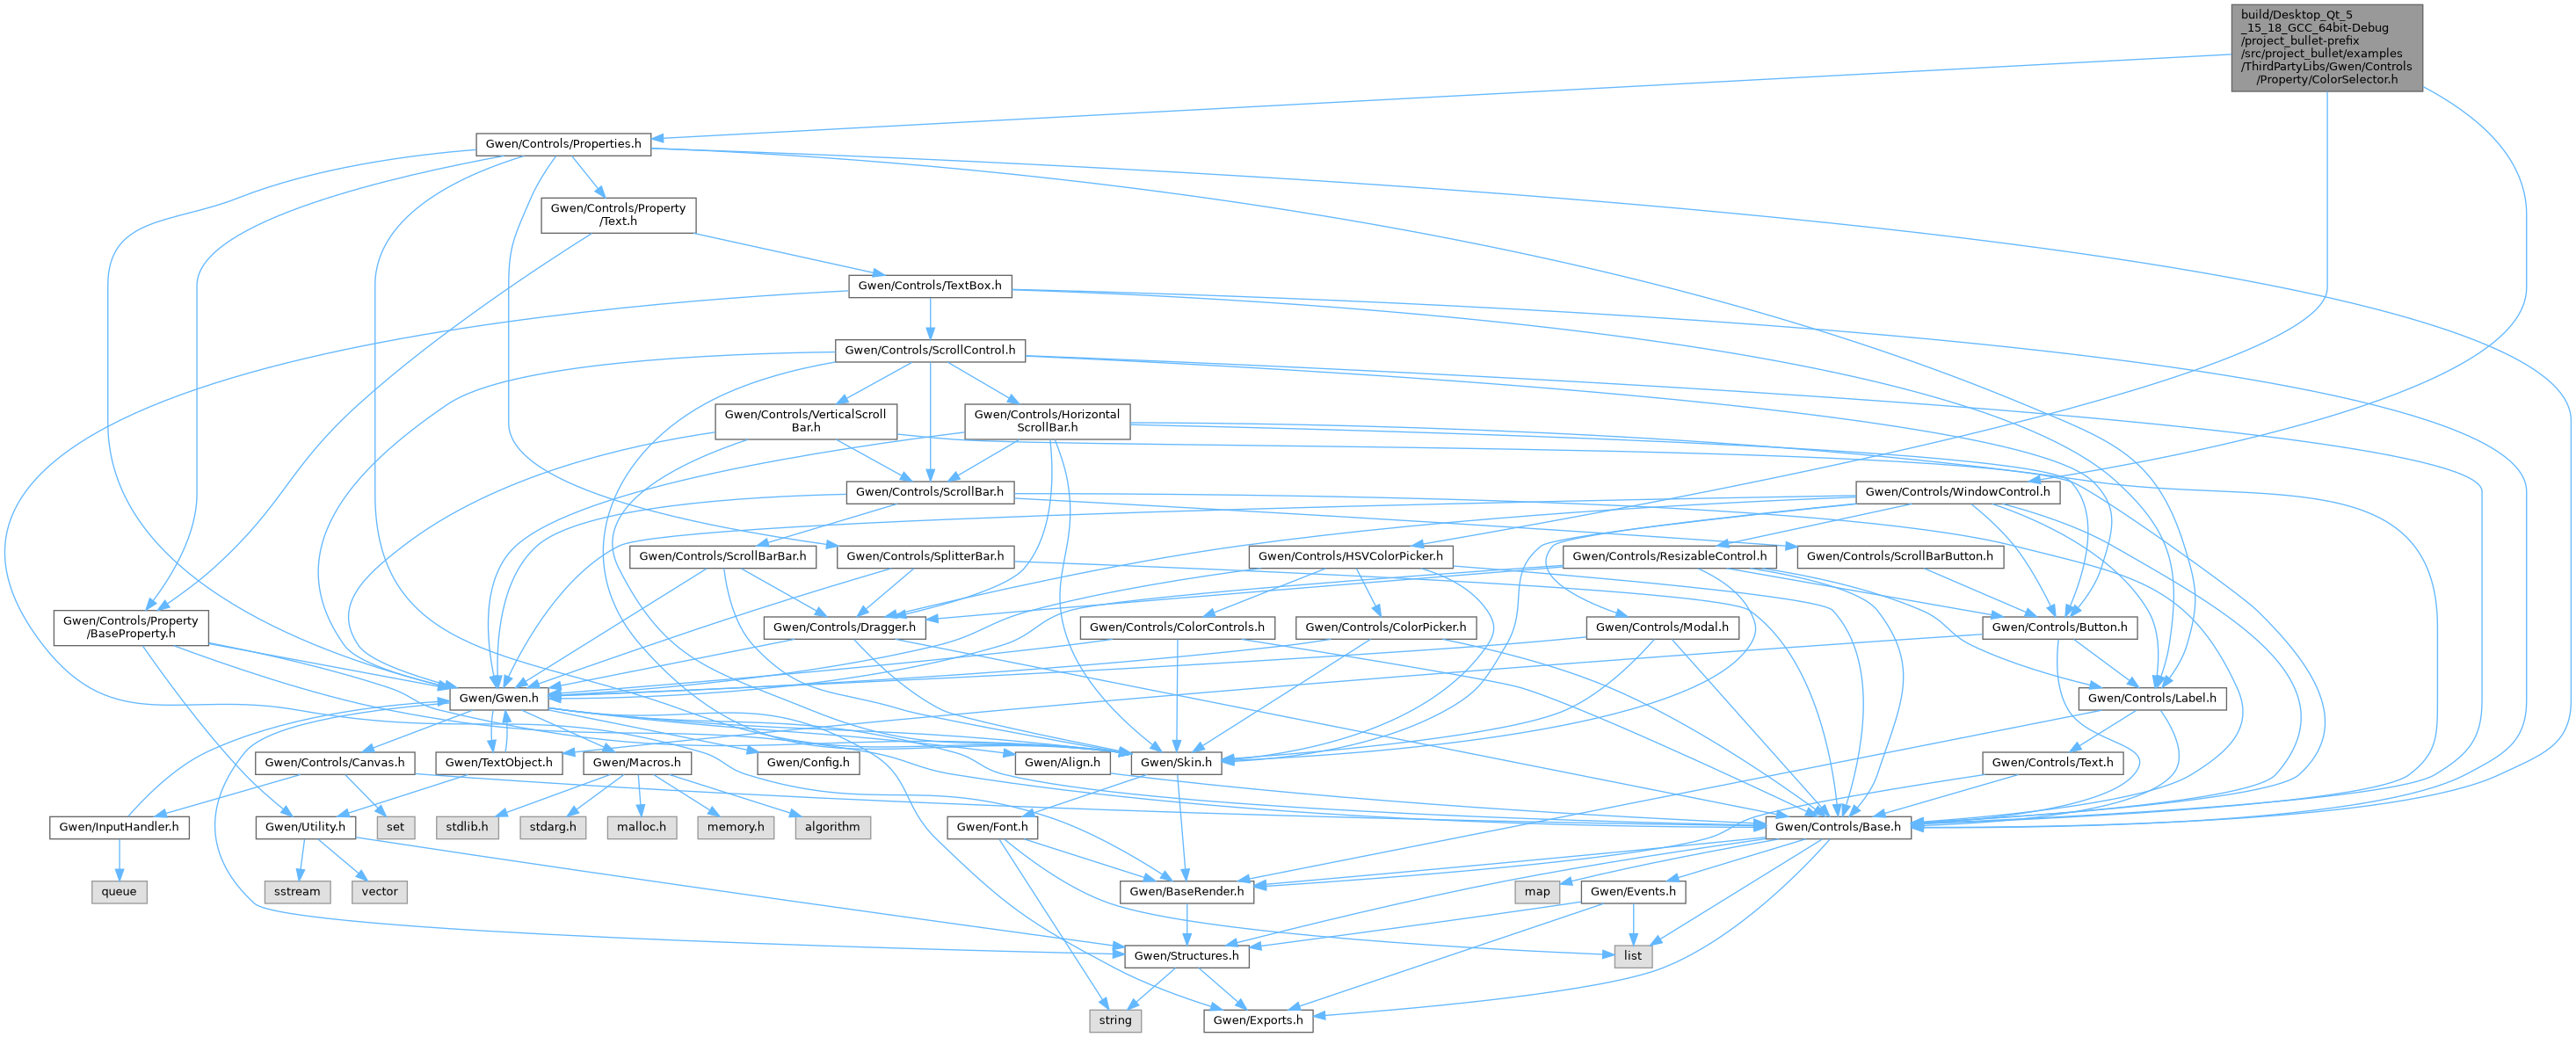 build/Desktop_Qt_5
_15_18_GCC_64bit-Debug
/project_bullet-prefix
/src/project_bullet/examples
/ThirdPartyLibs/Gwen/Controls
/Property/ColorSelector.h
Gwen/Controls/Properties.h
Gwen/Controls/Property
/Text.h
Gwen/Controls/TextBox.h
Gwen/Controls/ScrollControl.h
Gwen/Controls/VerticalScroll
Bar.h
Gwen/Controls/Horizontal
ScrollBar.h
Gwen/Controls/ScrollBar.h
Gwen/Controls/WindowControl.h
Gwen/Controls/ScrollBarBar.h
Gwen/Controls/SplitterBar.h
Gwen/Controls/HSVColorPicker.h
Gwen/Controls/ResizableControl.h
Gwen/Controls/ScrollBarButton.h
Gwen/Controls/Property
/BaseProperty.h
Gwen/Controls/Dragger.h
Gwen/Controls/ColorControls.h
Gwen/Controls/ColorPicker.h
Gwen/Controls/Modal.h
Gwen/Controls/Button.h
Gwen/Gwen.h
Gwen/Controls/Label.h
Gwen/Controls/Canvas.h
Gwen/TextObject.h
Gwen/Macros.h
Gwen/Config.h
Gwen/Align.h
Gwen/Skin.h
Gwen/Controls/Text.h
Gwen/InputHandler.h
Gwen/Utility.h
set
stdlib.h
stdarg.h
malloc.h
memory.h
algorithm
Gwen/Font.h
Gwen/Controls/Base.h
queue
sstream
vector
Gwen/BaseRender.h
map
Gwen/Events.h
Gwen/Structures.h
list
string
Gwen/Exports.h